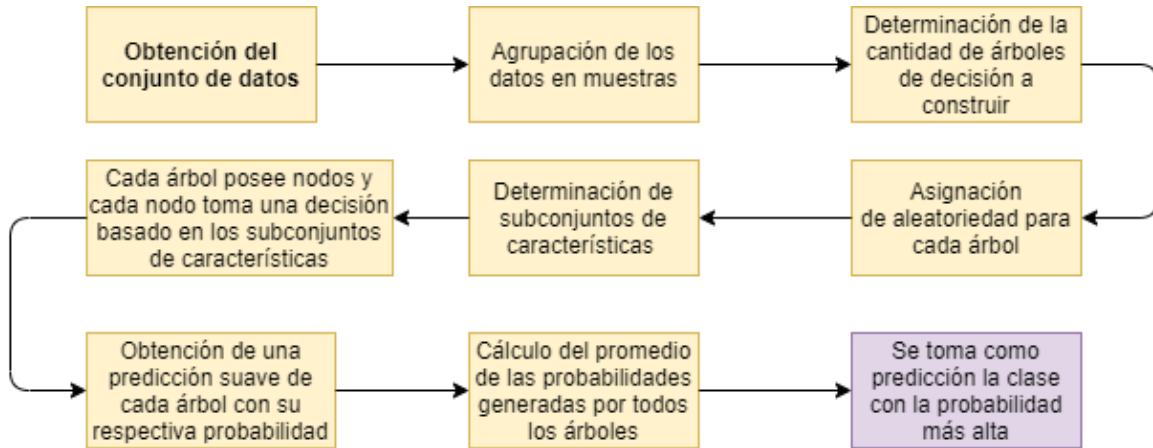 Obtención del
conjunto de datos
Agrupación de los
datos en muestras
Determinación de la
cantidad de árboles
de decisión a
construir
Asignación
de aleatoriedad para
cada árbol
Determinación de
subconjuntos de
características
Cada árbol posee nodos y
cada nodo toma una decisión
basado en los subconjuntos
de características
Obtención de una
predicción suave de
cada árbol con su
respectiva probabilidad
Cálculo del promedio
de las probabilidades
generadas por todos
los árboles
Se toma como
predicción la clase
con la probabilidad
más alta